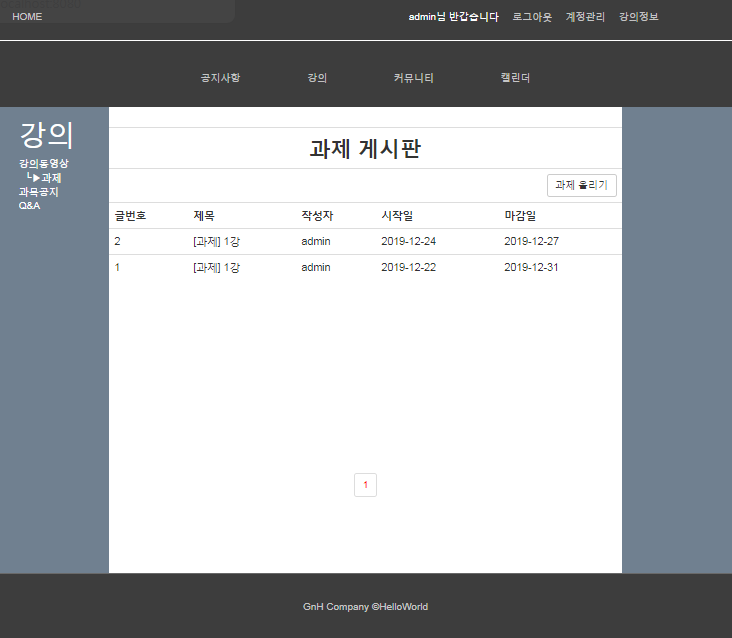 HOME admin님 반갑습니다 로그아웃 계정관리 강의정보
공지사항 강의 커뮤니티 캘린더
강의
강의동영상
└▶과제
과목공지
Q&A
과제 게시판
과제 올리기
글번호 제목 작성자 시작일 마감일
2 [과제] 1강 admin 2019-12-24 2019-12-27
1 [과제] 1강 admin 2019-12-22 2019-12-31
1
GnH Company ©HelloWorld